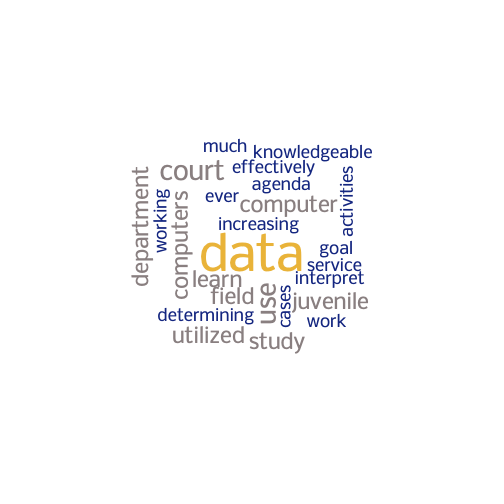 much
knowledgeable
court
effectively
agenda
activities
department
working
ever
computers
computer
increasing
data
goal
service
learn
interpret
field
use
cases
juvenile
determining
work
utilized
study